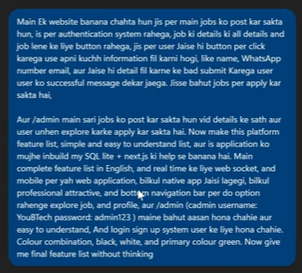 Main Ek website banana chahta hun jis per main jobs ko post kar sakta
hun, is per authentication system rahega, job ki details ki all details and
job lene ke liye button rahega, jis per user Jaise hi button per click
karega use apni kuchh information fil karni hogi, like name, WhatsApp
number email, aur Jaise hi detail fil karne ke bad submit Karega user
user ko successful message dekar jaega. Jisse bahut jobs per apply kar
sakta hai,
Aur /admin main sari jobs ko post kar sakta hun vid details ke sath aur
user unhen explore karke apply kar sakta hai. Now make this platform
feature list, simple and easy to understand list, aur is application ko
mujhe inbuild my SQL lite + next.js ki help se banana hai. Main
complete feature list in English, and real time ke liye web socket, and
mobile per yah web application, bilkul native app Jaisi lagegi, bilkul
professional attractive, and bottom navigation bar per do option
rahenge explore job, and profile, aur /admin (cadmin username:
YouBTech password: admin123 ) maine bahut aasan hona chahie aur
easy to understand, And login sign up system user ke liye hona chahie.
Colour combination, black, white, and primary colour green. Now give
me final feature list without thinking